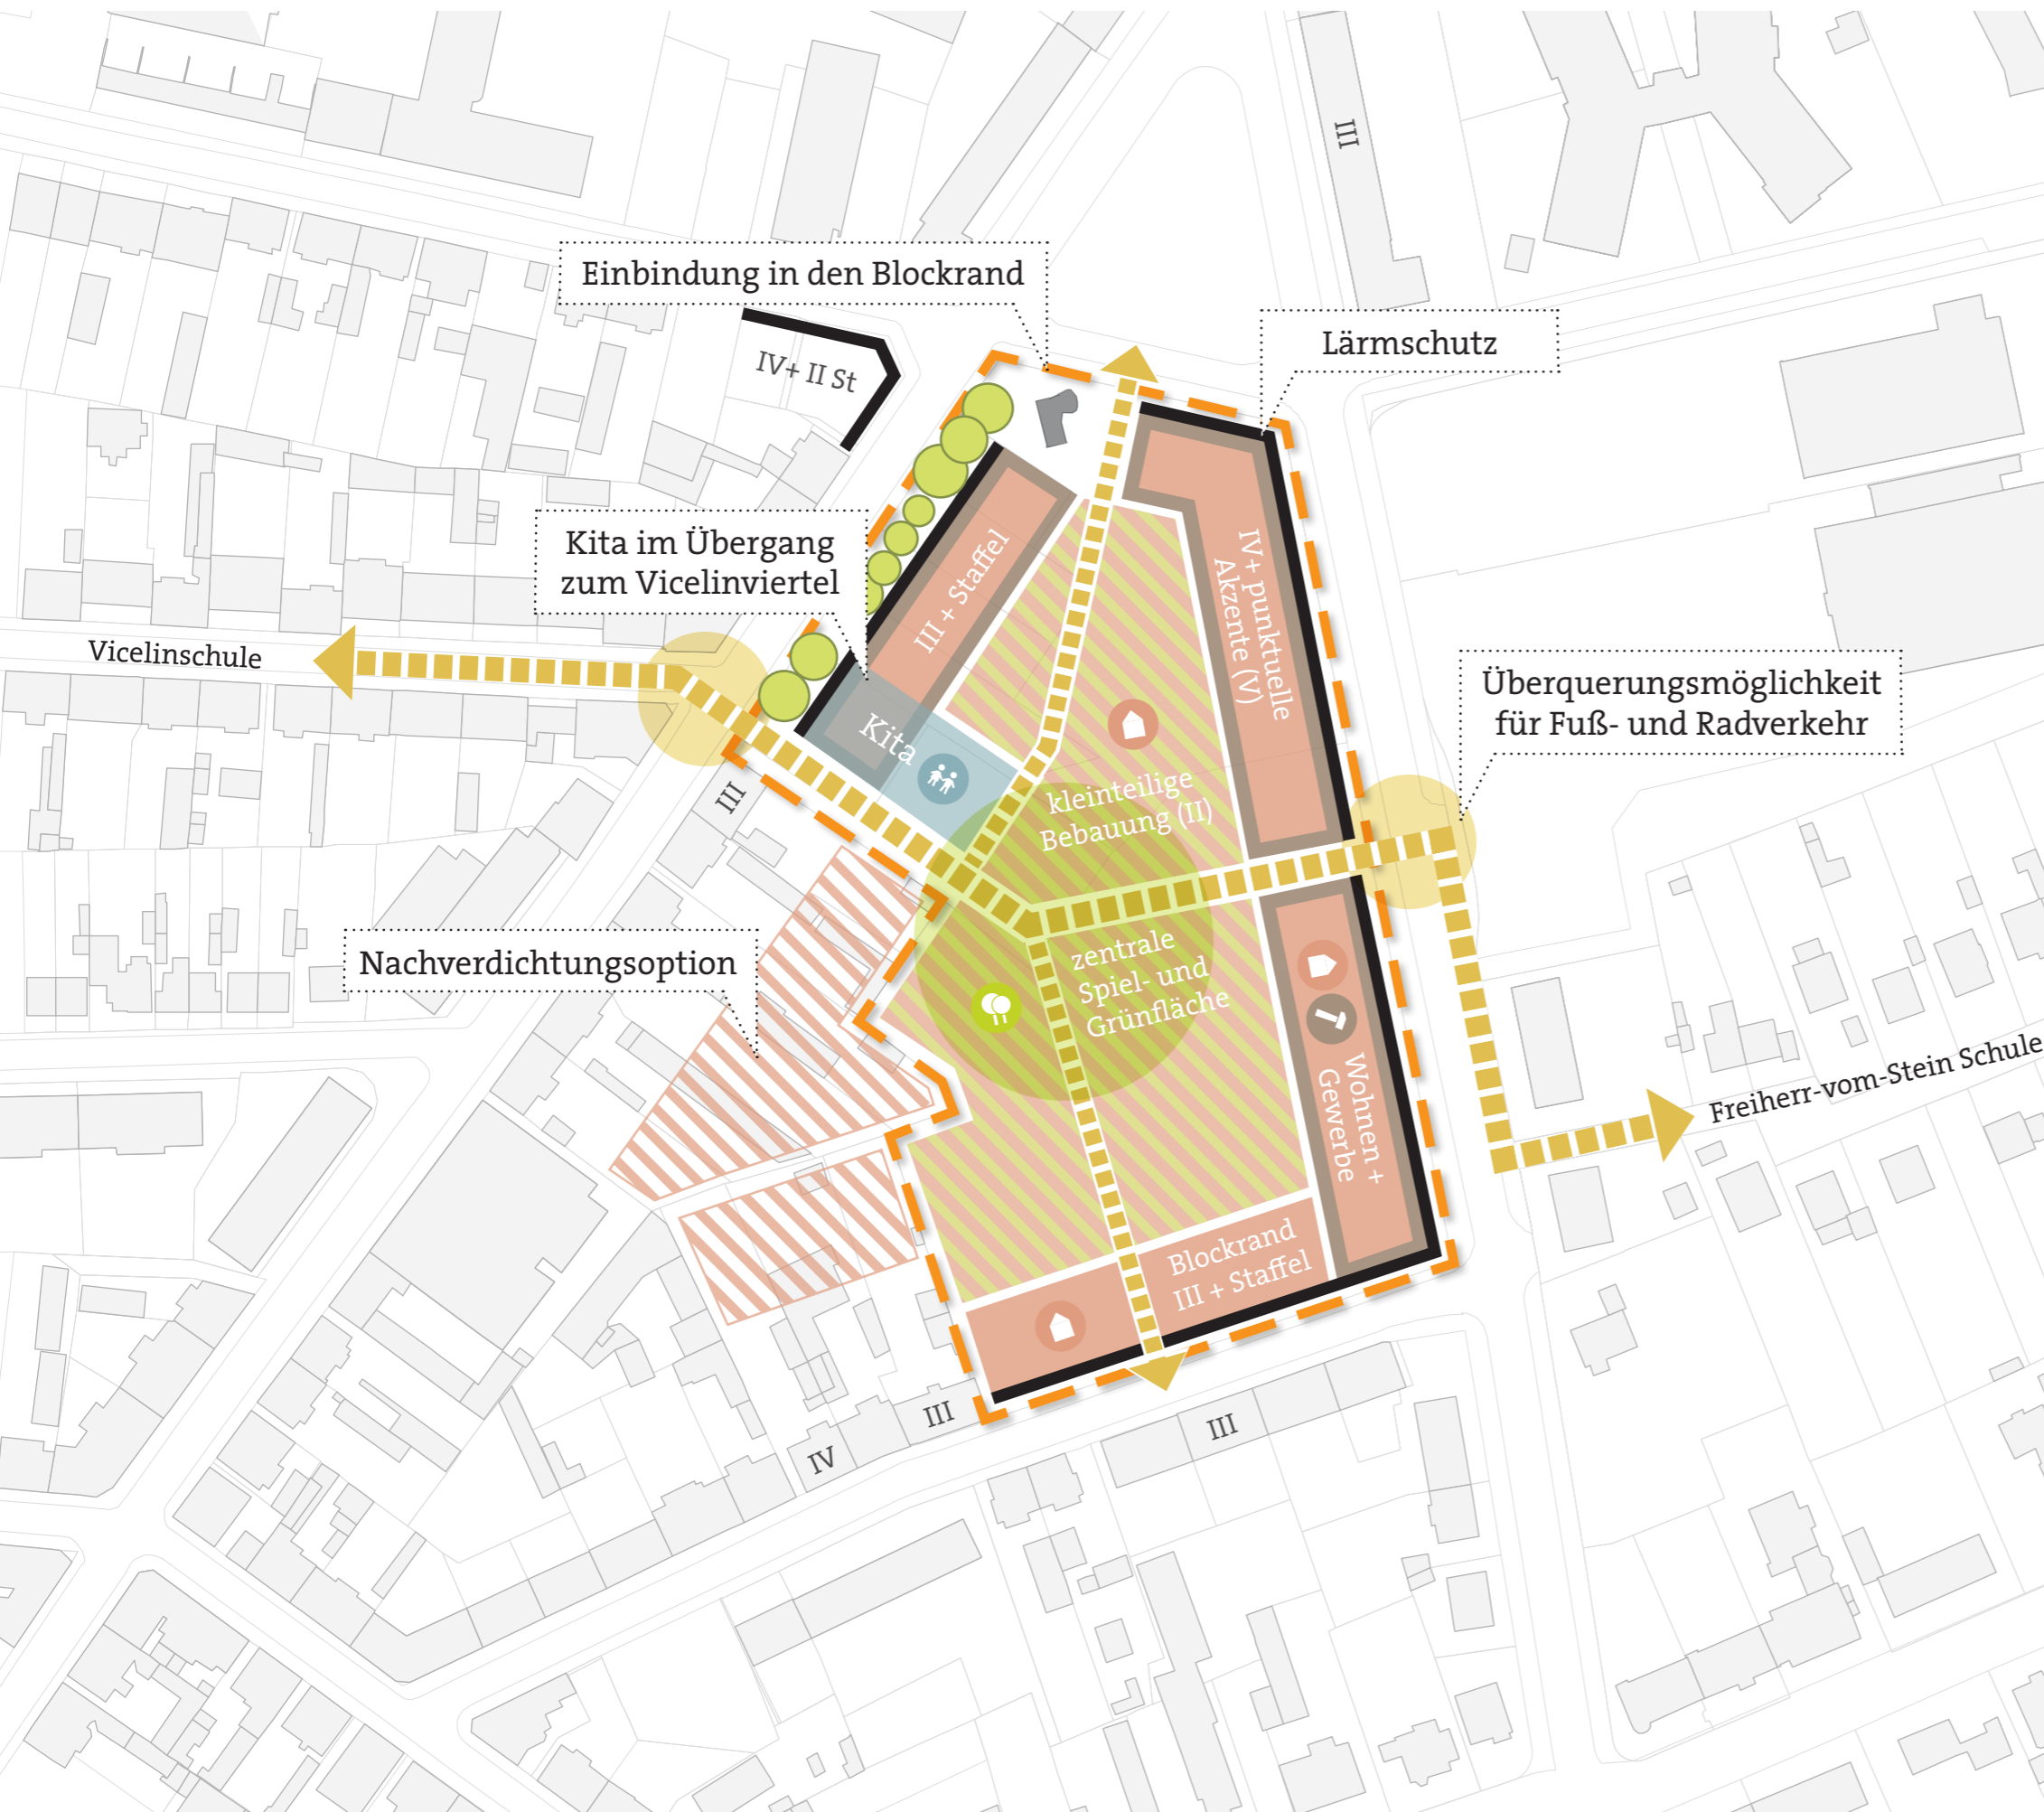 III
Einbindung in den Blockrand
Lärmschutz
IV+ II St
Kita im Übergang
zum Vicelinviertel
III + Staffel
IV+ punktuelle
Akzente (V)
Vicelinschule
Überquerungsmöglichkeit
für Fuß- und Radverkehr
Kita
III
kleinteilige
Bebauung (II)
Nachverdichtungsoption
zentrale
Spiel- und
Grünfläche
Wohnen +
Gewerbe
Freiherr-vom-Stein Schule
Blockrand
III + Staffel
III
IV
III